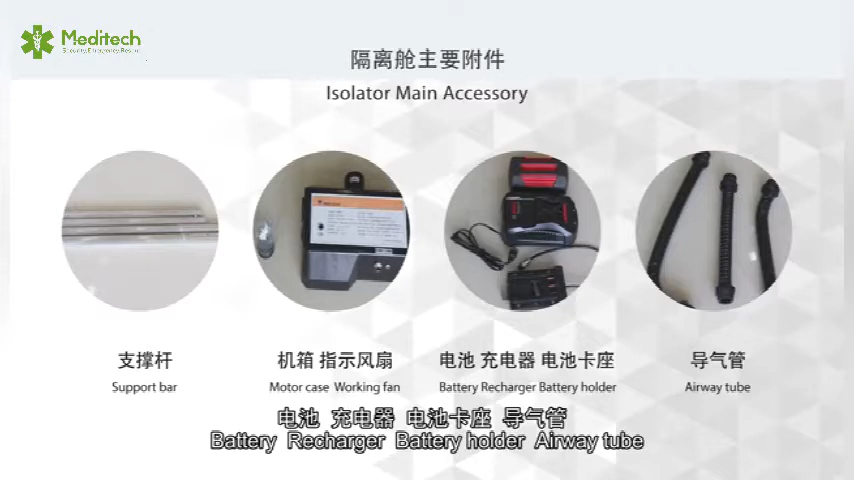 Meditech
Security.Emergency.Rescue
隔离舱主要附件
Isolator Main Accessory
支撑杆
Support bar
机箱 指示风扇
Motor case Working fan
电池 充电器 电池卡座
Battery Recharger Battery holder
导气管
Airway tube
电池 充电器 电池卡座 导气管
Battery Recharger Battery holder Airway tube